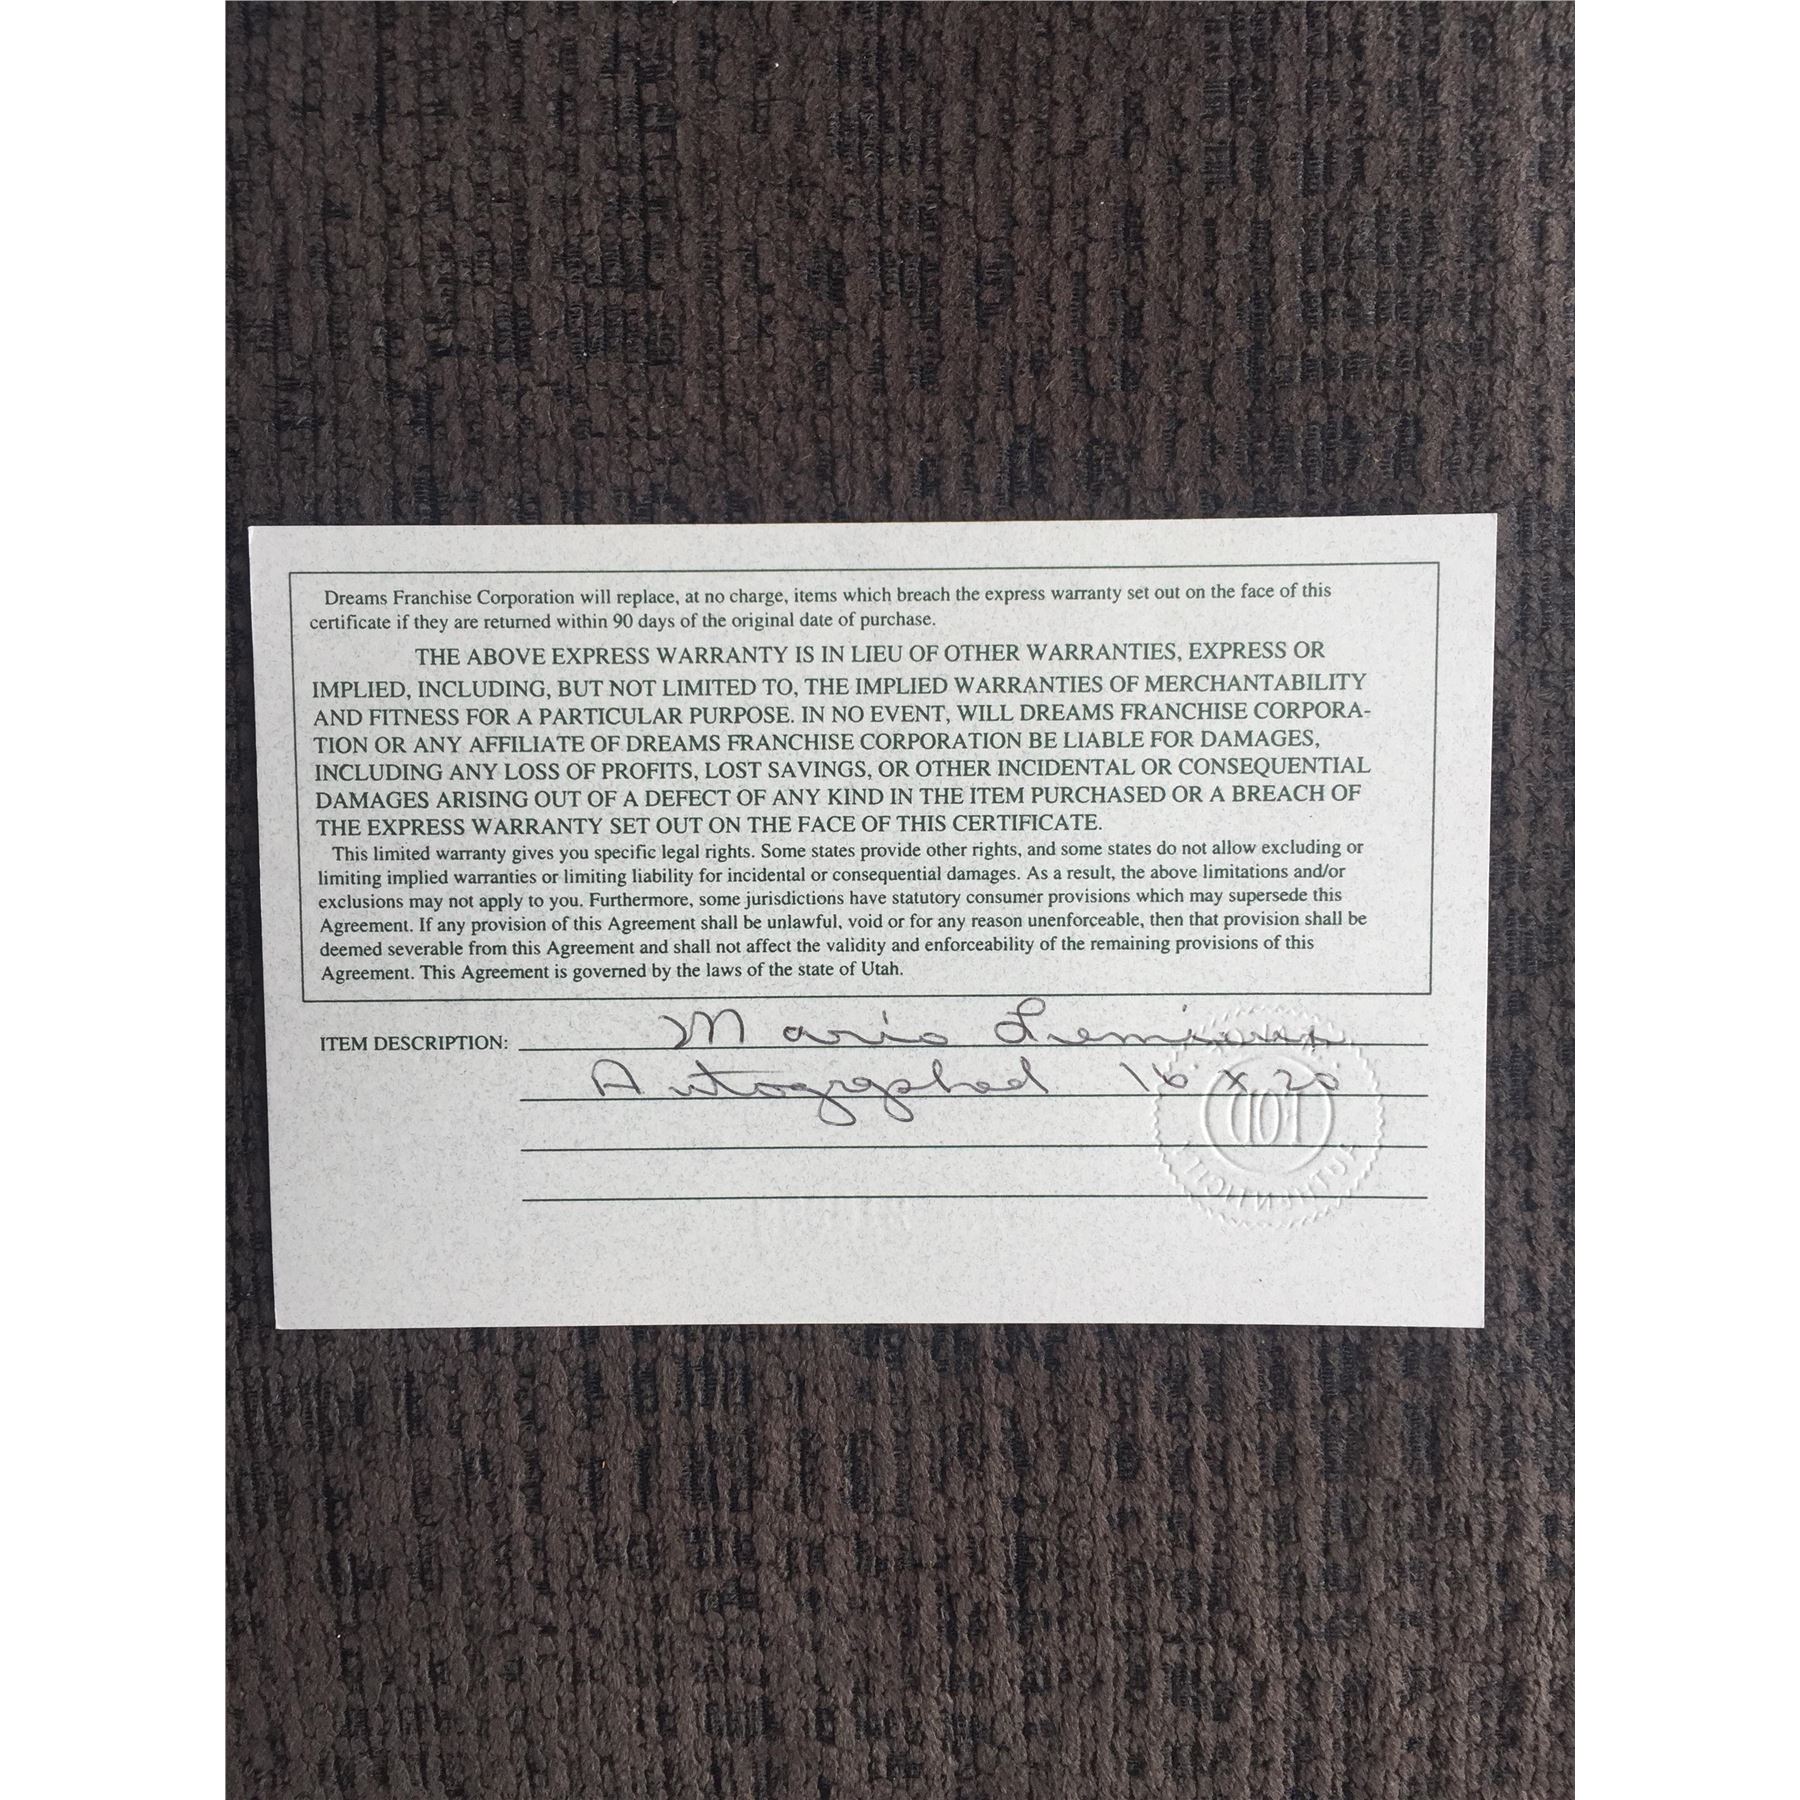 Dreams Franchise Corporation will replace, at no charge, items which breach the express warranty set out on the face of this
certificate if they are returned within 90 days of the original date of purchase.
THE ABOVE EXPRESS WARRANTY IS IN LIEU OF OTHER WARRANTIES, EXPRESS OR
IMPLIED, INCLUDING, BUT NOT LIMITED TO, THE IMPLIED WARRANTIES OF MERCHANTABILITY
AND FITNESS FOR A PARTICULAR PURPOSE. IN NO EVENT, WILL DREAMS FRANCHISE CORPORA-
TION OR ANY AFFILIATE OF DREAMS FRANCHISE CORPORATION BE LIABLE FOR DAMAGES,
INCLUDING ANY LOSS OF PROFITS, LOST SAVINGS, OR OTHER INCIDENTAL OR CONSEQUENTIAL
DAMAGES ARISING OUT OF A DEFECT OF ANY KIND IN THE ITEM PURCHASED OR A BREACH OF
THE EXPRESS WARRANTY SET OUT ON THE FACE OF THIS CERTIFICATE.
This limited warranty gives you specific legal rights. Some states provide other rights, and some states do not allow excluding or
limiting implied warranties or limiting liability for incidental or consequential damages. As a result, the above limitations and/or
exclusions may not apply to you. Furthermore, some jurisdictions have statutory consumer provisions which may supersede this
Agreement. If any provision of this Agreement shall be unlawful, void or for any reason unenforceable, then that provision shall be
deemed severable from this Agreement and shall not affect the validity and enforceability of the remaining provisions of this
Agreement. This Agreement is governed by the laws of the state of Utah.
ITEM DESCRIPTION: Mario Lemieux
Autographed 16 x 20